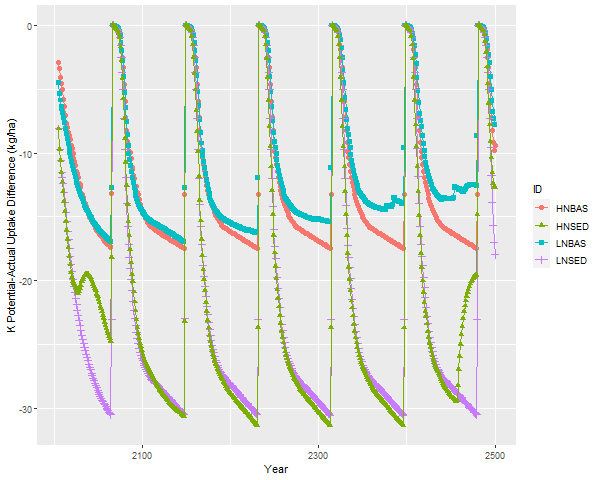 K Potential-Actual Uptake Difference (kg/ha)
0
-10
-20
-30
2100
2300
2500
Year
ID
HNBAS
HNSED
LNBAS
LNSED